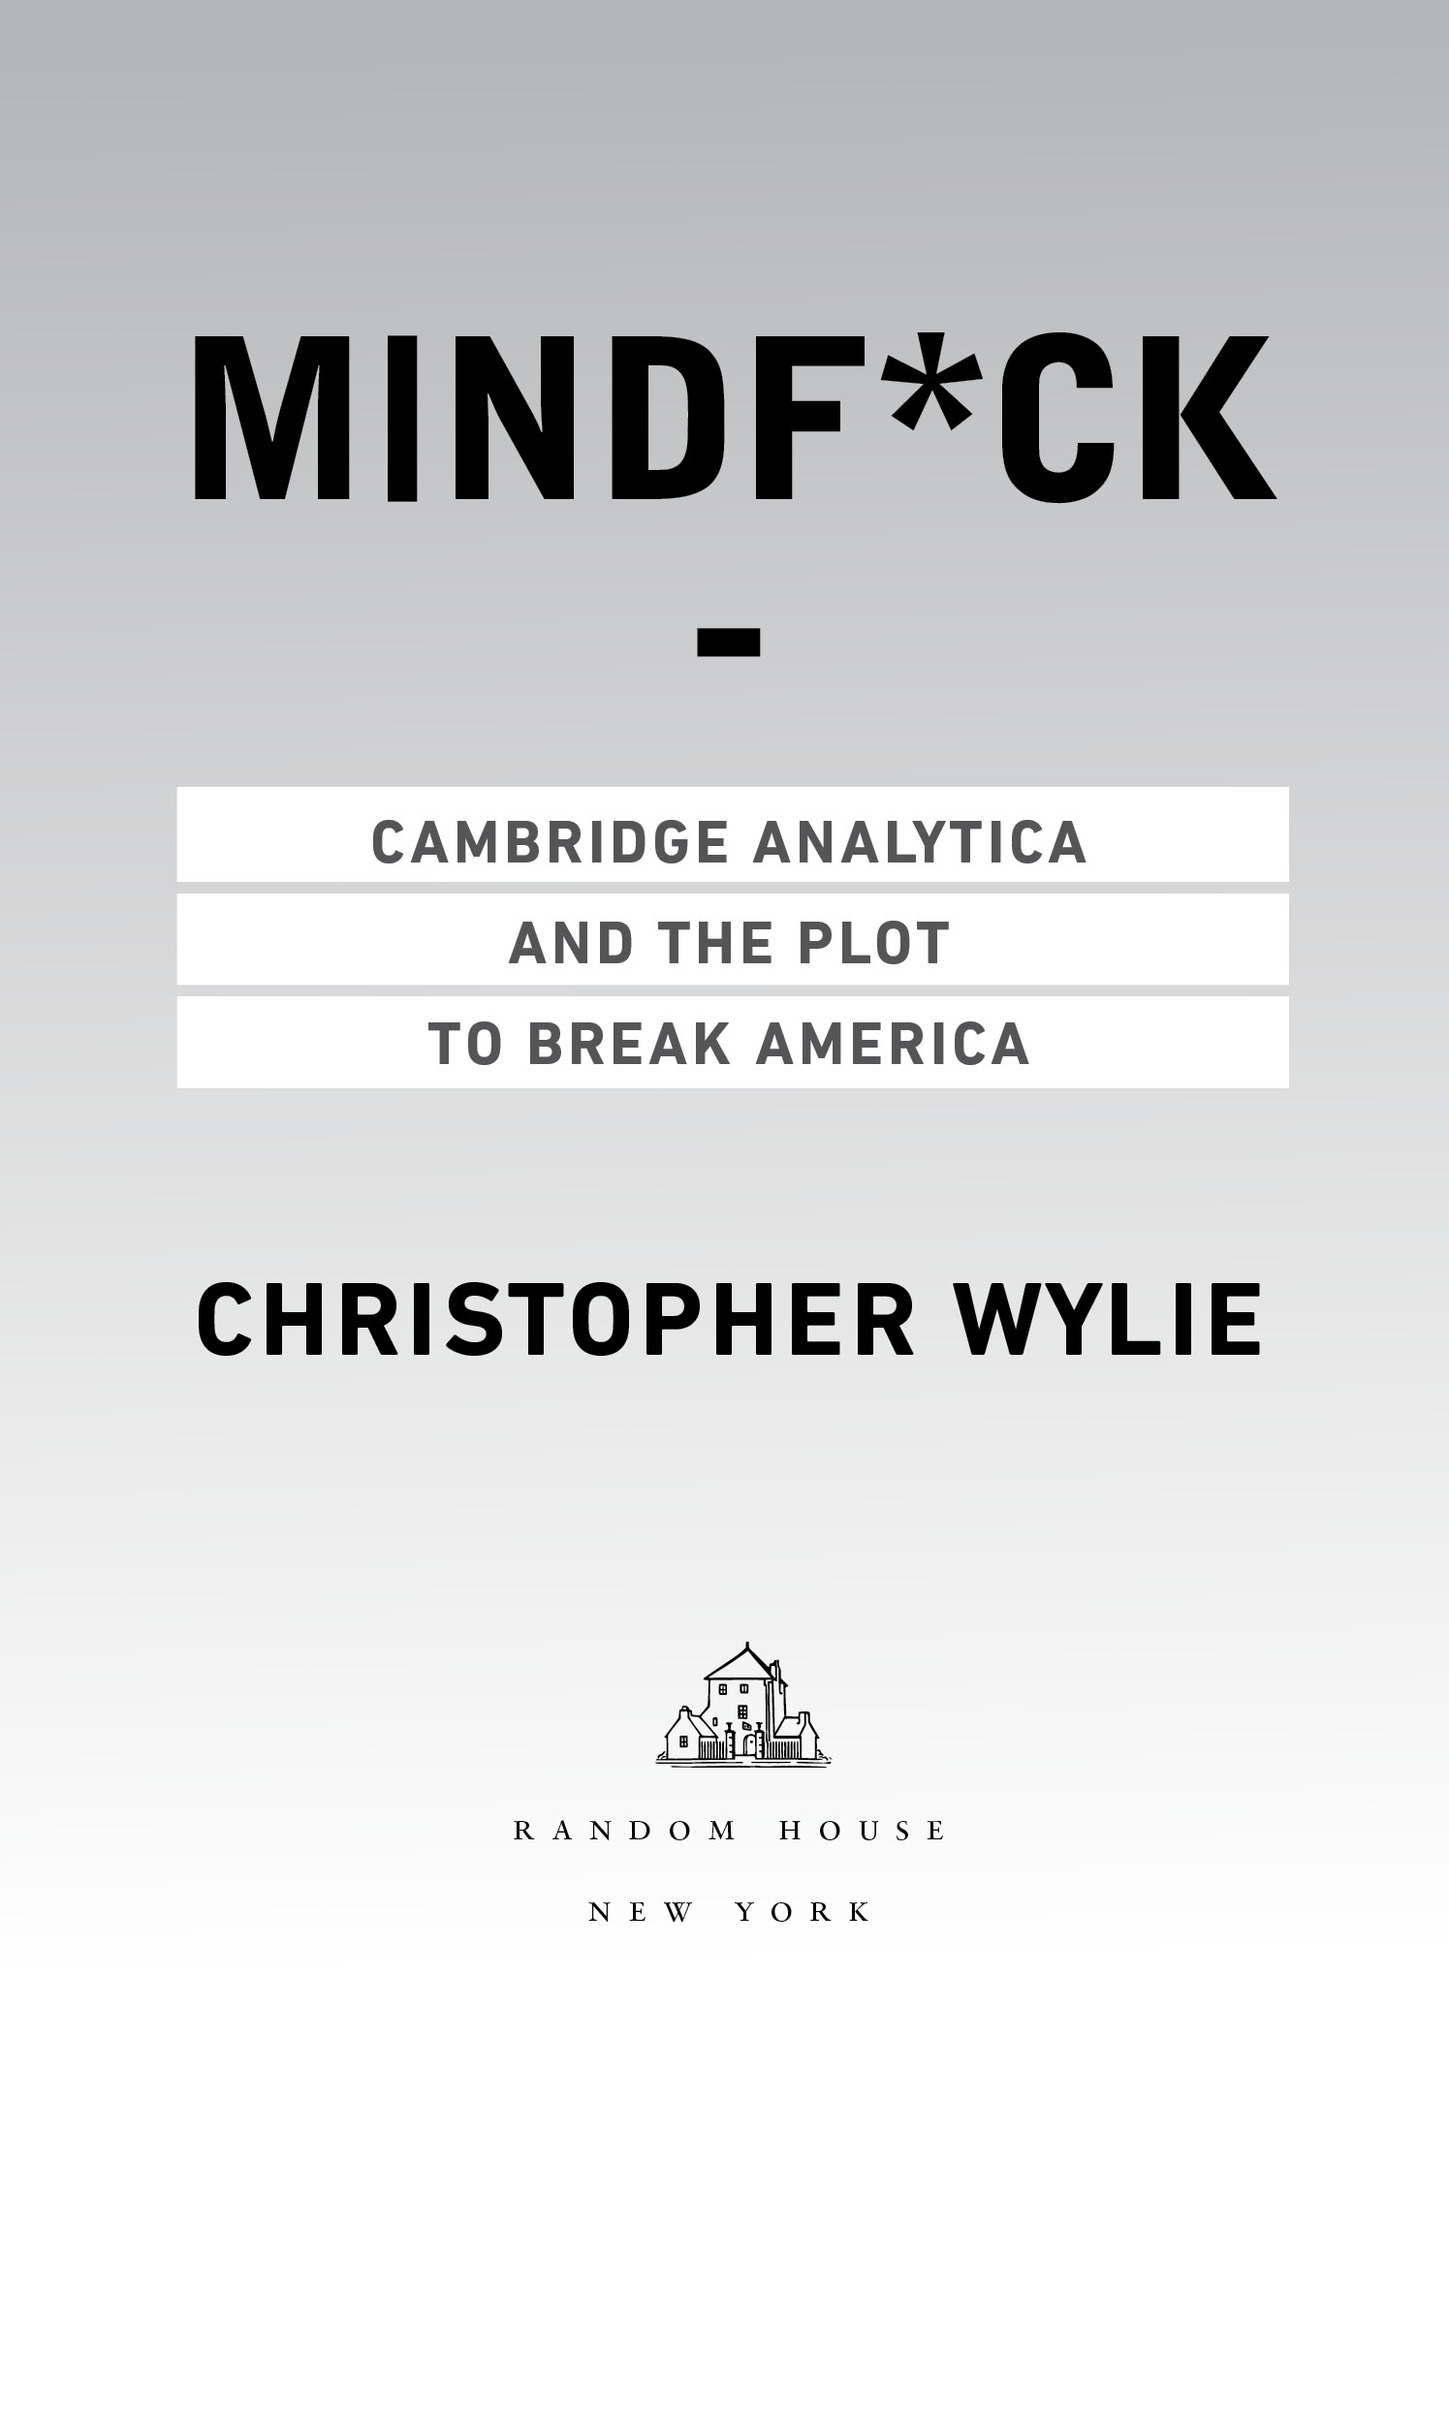 MINDF*CK
-
CAMBRIDGE ANALYTICA
AND THE PLOT
TO BREAK AMERICA
CHRISTOPHER WYLIE
RANDOM HOUSE
NEW YORK